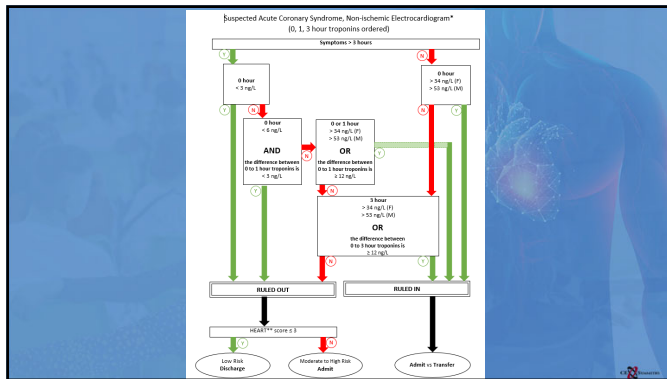 Suspected Acute Coronary Syndrome, Non-ischemic Electrocardiogram*
(0, 1, 3 hour troponins ordered)
Symptoms > 3 hours
Y
N
0 hour
< 3 ng/L
0 hour
> 34 ng/L (F)
> 53 ng/L (M)
Y
N
N
Y
0 hour
< 6 ng/L
AND
the difference between
0 to 1 hour troponins is
< 3 ng/L
N
0 or 1 hour
> 34 ng/L (F)
> 53 ng/L (M)
OR
the difference between
0 to 1 hour troponins is
≥ 12 ng/L
Y
Y
N
3 hour
> 34 ng/L (F)
> 53 ng/L (M)
OR
the difference between
0 to 3 hour troponins is
≥ 12 ng/L
N
Y
RULED OUT
RULED IN
HEART** score ≤ 3
Y
N
Low Risk
Discharge
Moderate to High Risk
Admit
Admit vs Transfer